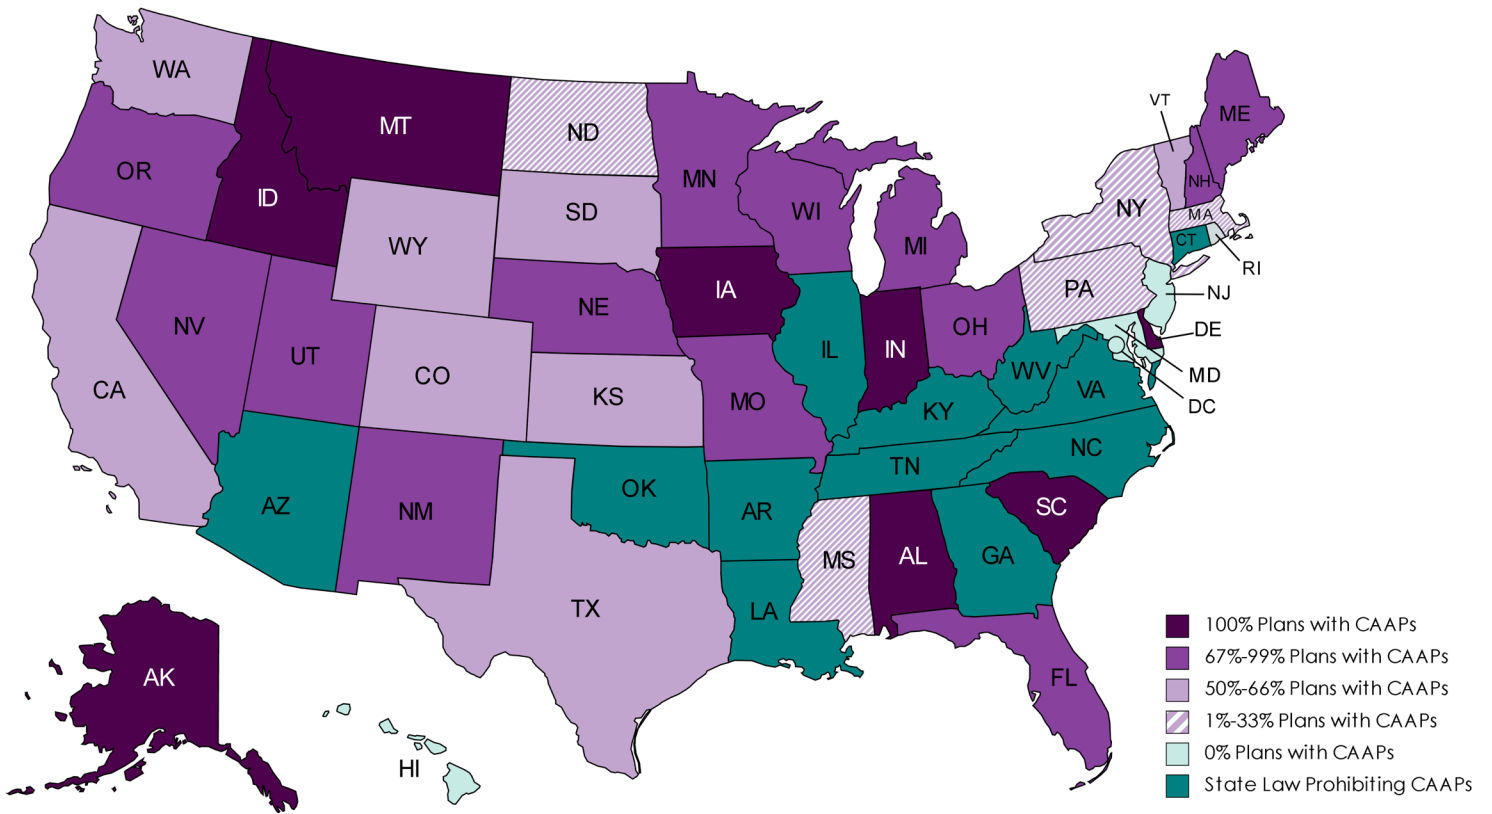 WA
MT
ND
MN
OR
ID
SD
WI
MI
WY
IA
NE
NV
UT
CO
CA
KS
MO
IL
IN
OH
VT
ME
NH
NY
MA
CT
RI
PA
NJ
DE
MD
DC
WV
VA
KY
NC
TN
SC
AZ
NM
OK
AR
MS
AL
GA
TX
LA
FL
AK
HI
100% Plans with CAAPs
67%-99% Plans with CAAPs
50%-66% Plans with CAAPs
1%-33% Plans with CAAPs
0% Plans with CAAPs
State Law Prohibiting CAAPs